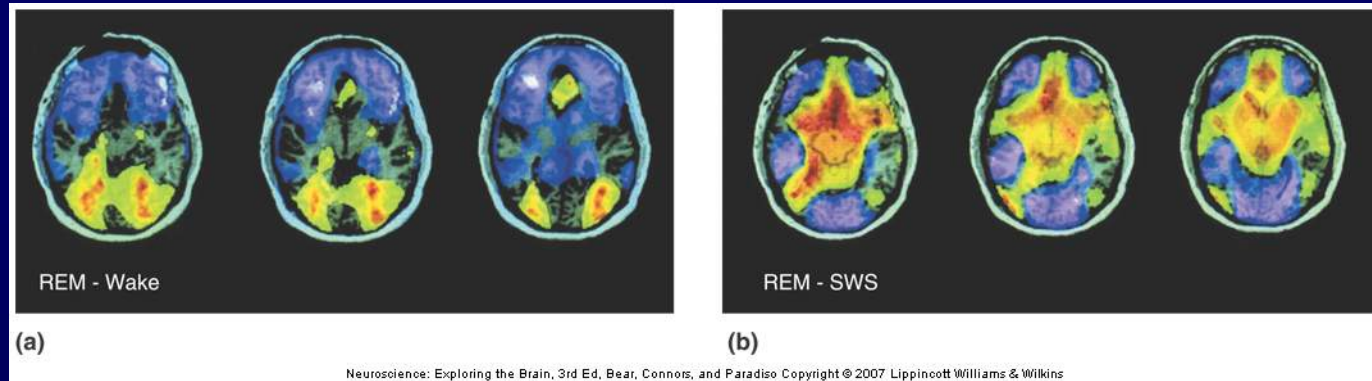 REM - Wake
REM - SWS
(a)
(b)
Neuroscience: Exploring the Brain, 3rd Ed, Bear, Connors, and Paradiso Copyright © 2007 Lippincott Williams & Wilkins